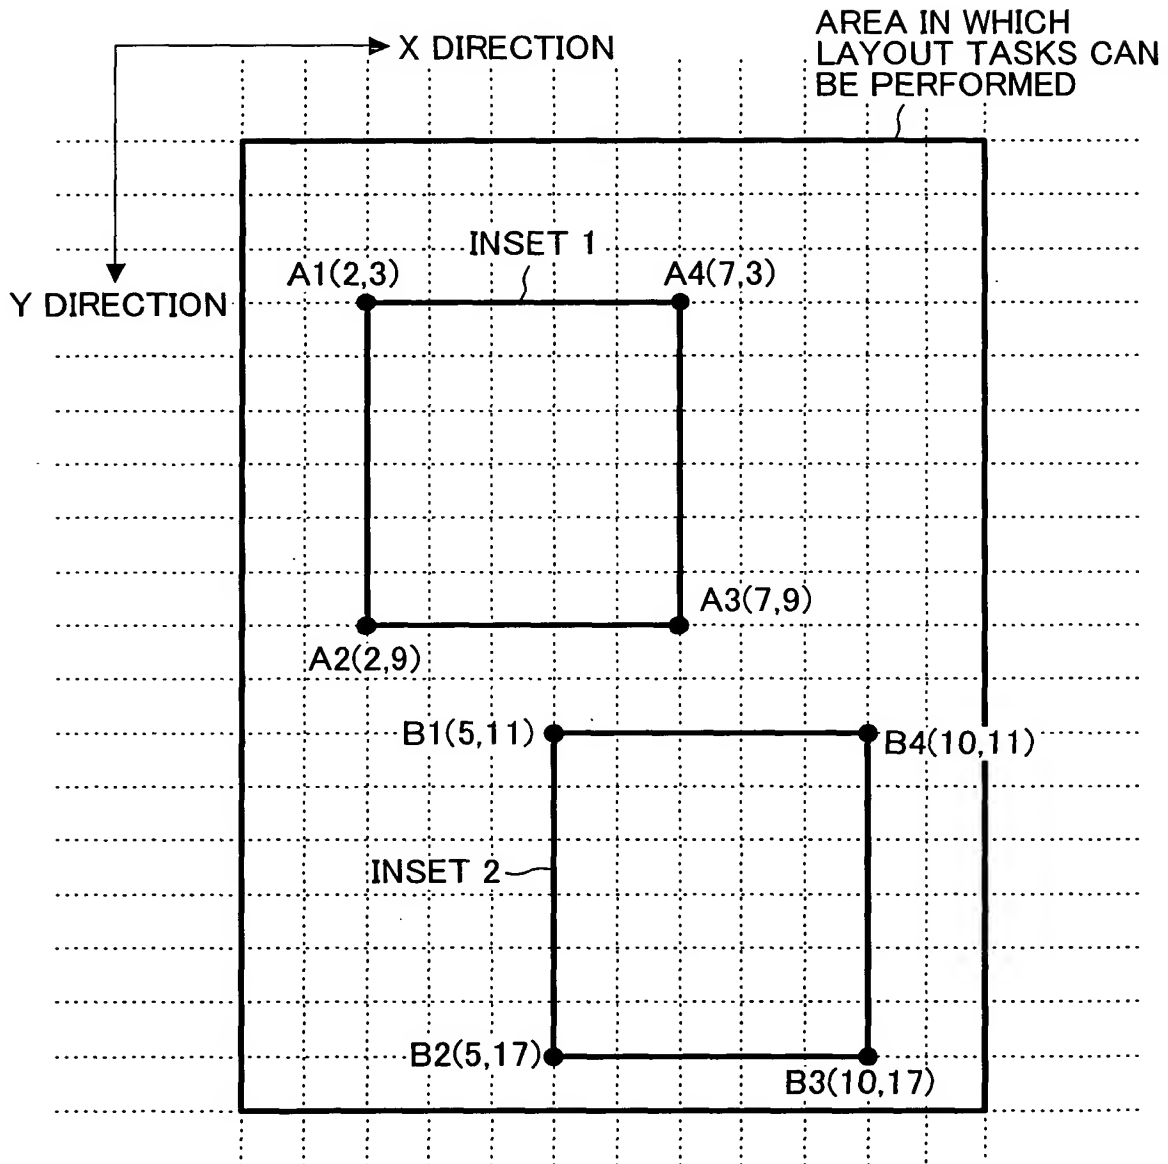 AREA IN WHICH
LAYOUT TASKS CAN
BE PERFORMED
X DIRECTION
INSET 1
A1(2,3)
A4(7,3)
Y DIRECTION
A3(7,9)
A2(2,9)
B1(5,11)
B4(10,11)
INSET 2
B2(5,17)
B3(10,17)